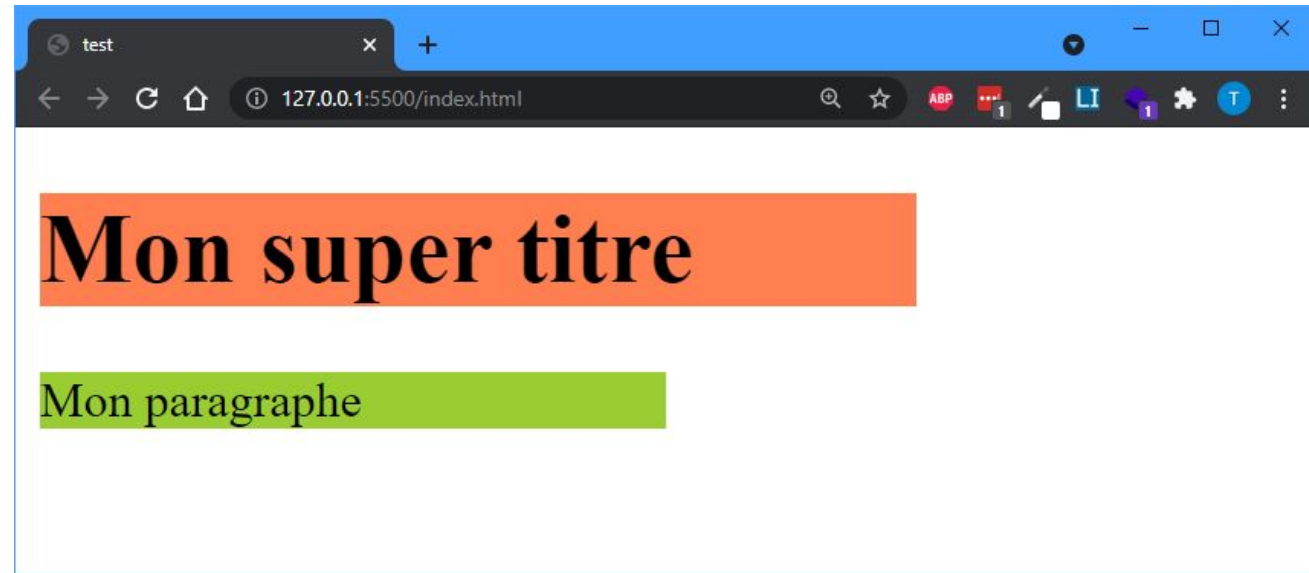 test
127.0.0.1:5500/index.html
ABP
1
LI
1
T
Mon super titre
Mon paragraphe